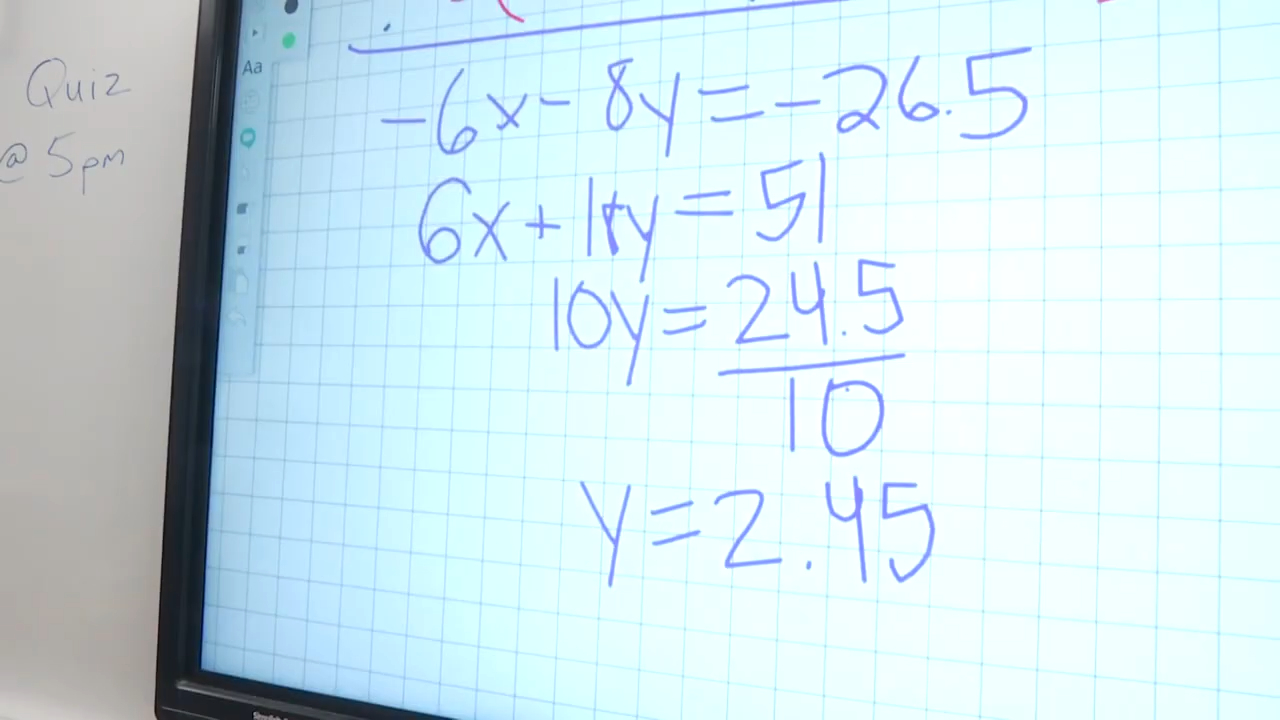 Quiz
@ 5pm
Aa
-6x - 8y = -26.5
6x + 18y = 51
10y = 24.5
10
y = 2.45